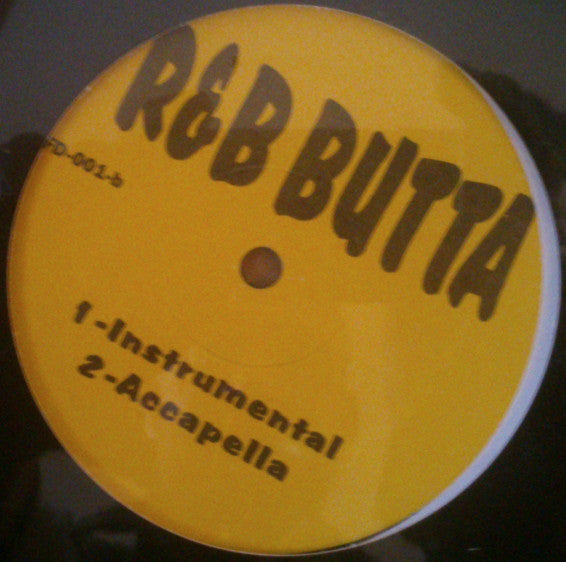 R&B BUTTA
FD-001-b
1-Instrumental
2-Accapella